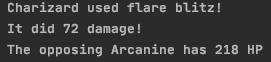 Charizard used flare blitz!
It did 72 damage!
The opposing Arcanine has 218 HP